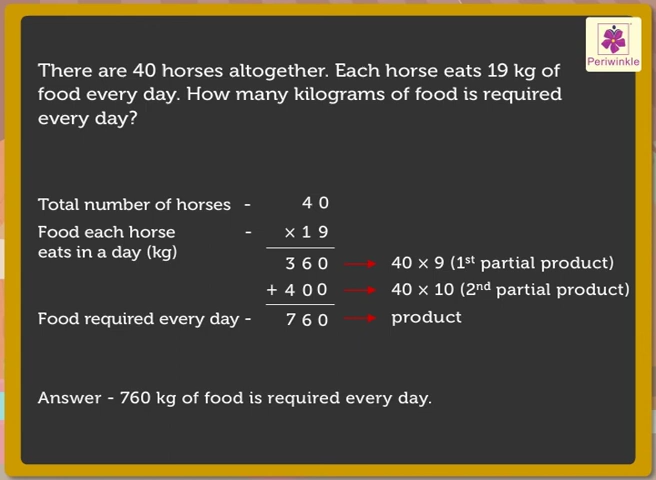 Periwinkle
There are 40 horses altogether. Each horse eats 19 kg of
food every day. How many kilograms of food is required
every day?
Total number of horses - 4 0
Food each horse - × 1 9
eats in a day (kg)
3 6 0 → 40 × 9 (1st partial product)
+ 4 0 0 → 40 × 10 (2nd partial product)
Food required every day - 7 6 0 → product
Answer - 760 kg of food is required every day.